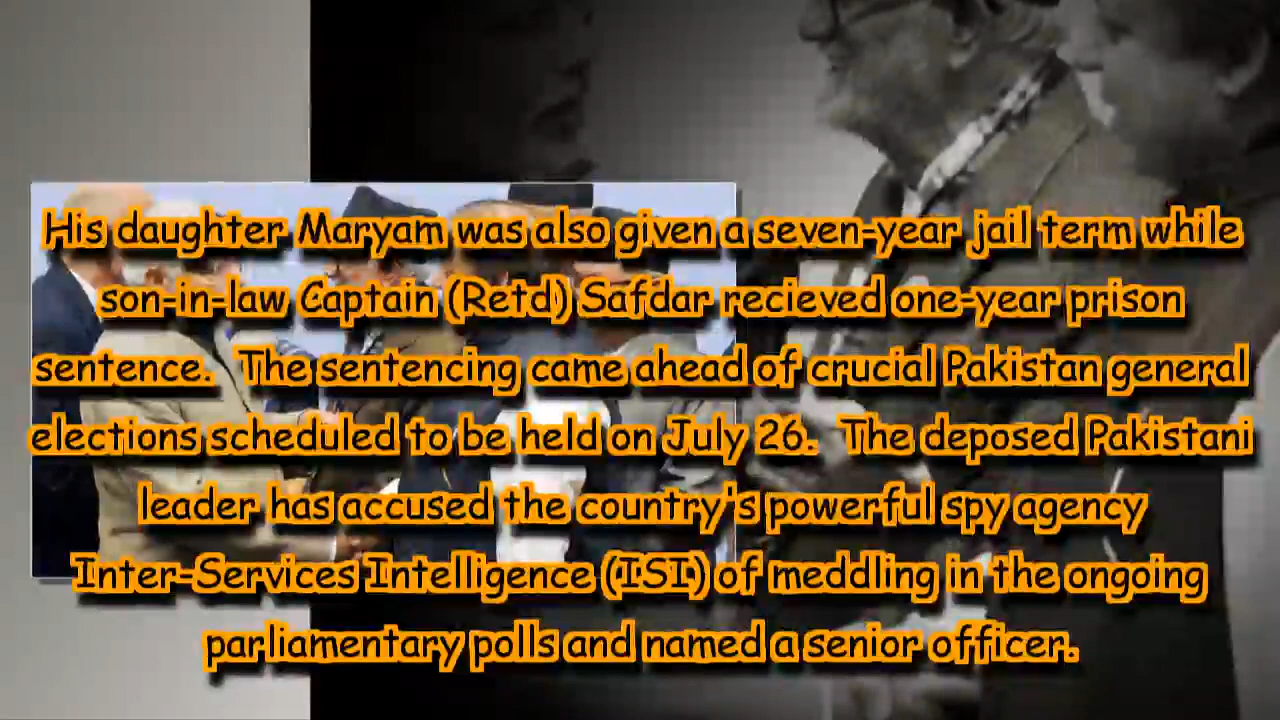 His daughter Maryam was also given a seven-year jail term while
son-in-law Captain (Retd) Safdar recieved one-year prison
sentence.  The sentencing came ahead of crucial Pakistan general
elections scheduled to be held on July 26.  The deposed Pakistani
leader has accused the country's powerful spy agency
Inter-Services Intelligence (ISI) of meddling in the ongoing
parliamentary polls and named a senior officer.